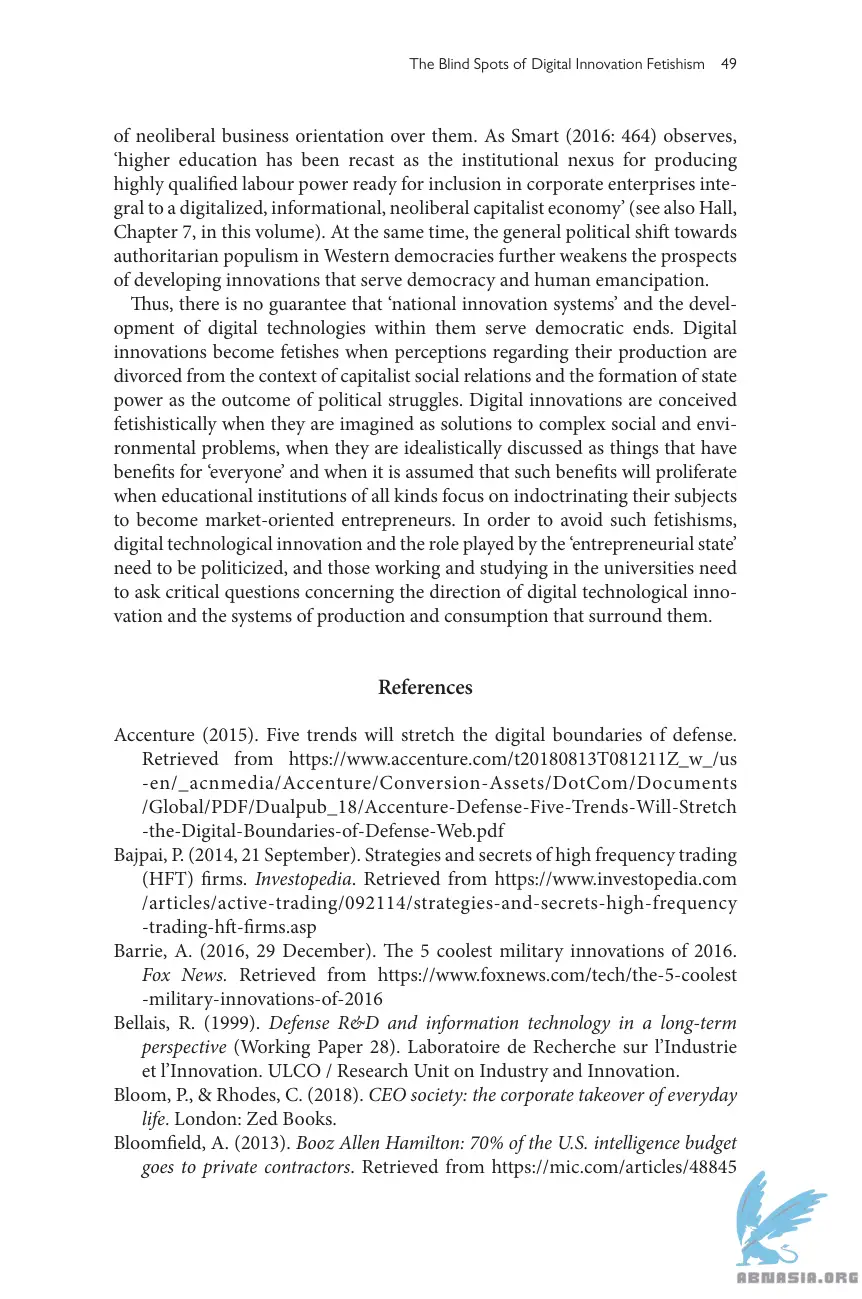 The Blind Spots of Digital Innovation Fetishism 49
of neoliberal business orientation over them. As Smart (2016: 464) observes,
‘higher education has been recast as the institutional nexus for producing
highly qualified labour power ready for inclusion in corporate enterprises inte-
gral to a digitalized, informational, neoliberal capitalist economy’ (see also Hall,
Chapter 7, in this volume). At the same time, the general political shift towards
authoritarian populism in Western democracies further weakens the prospects
of developing innovations that serve democracy and human emancipation.
Thus, there is no guarantee that ‘national innovation systems’ and the devel-
opment of digital technologies within them serve democratic ends. Digital
innovations become fetishes when perceptions regarding their production are
divorced from the context of capitalist social relations and the formation of state
power as the outcome of political struggles. Digital innovations are conceived
fetishistically when they are imagined as solutions to complex social and envi-
ronmental problems, when they are idealistically discussed as things that have
benefits for ‘everyone’ and when it is assumed that such benefits will proliferate
when educational institutions of all kinds focus on indoctrinating their subjects
to become market-oriented entrepreneurs. In order to avoid such fetishisms,
digital technological innovation and the role played by the ‘entrepreneurial state’
need to be politicized, and those working and studying in the universities need
to ask critical questions concerning the direction of digital technological inno-
vation and the systems of production and consumption that surround them.
References
Accenture (2015). Five trends will stretch the digital boundaries of defense.
Retrieved from https://www.accenture.com/t20180813T081211Z_w_/us
-en/_acnmedia/Accenture/Conversion-Assets/DotCom/Documents
/Global/PDF/Dualpub_18/Accenture-Defense-Five-Trends-Will-Stretch
-the-Digital-Boundaries-of-Defense-Web.pdf
Bajpai, P. (2014, 21 September). Strategies and secrets of high frequency trading
(HFT) firms. Investopedia. Retrieved from https://www.investopedia.com
/articles/active-trading/092114/strategies-and-secrets-high-frequency
-trading-hft-firms.asp
Barrie, A. (2016, 29 December). The 5 coolest military innovations of 2016.
Fox News. Retrieved from https://www.foxnews.com/tech/the-5-coolest
-military-innovations-of-2016
Bellais, R. (1999). Defense R&D and information technology in a long-term
perspective (Working Paper 28). Laboratoire de Recherche sur l’Industrie
et l’Innovation. ULCO / Research Unit on Industry and Innovation.
Bloom, P., & Rhodes, C. (2018). CEO society: the corporate takeover of everyday
life. London: Zed Books.
Bloomfield, A. (2013). Booz Allen Hamilton: 70% of the U.S. intelligence budget
goes to private contractors. Retrieved from https://mic.com/articles/48845
ABNASIA.ORG